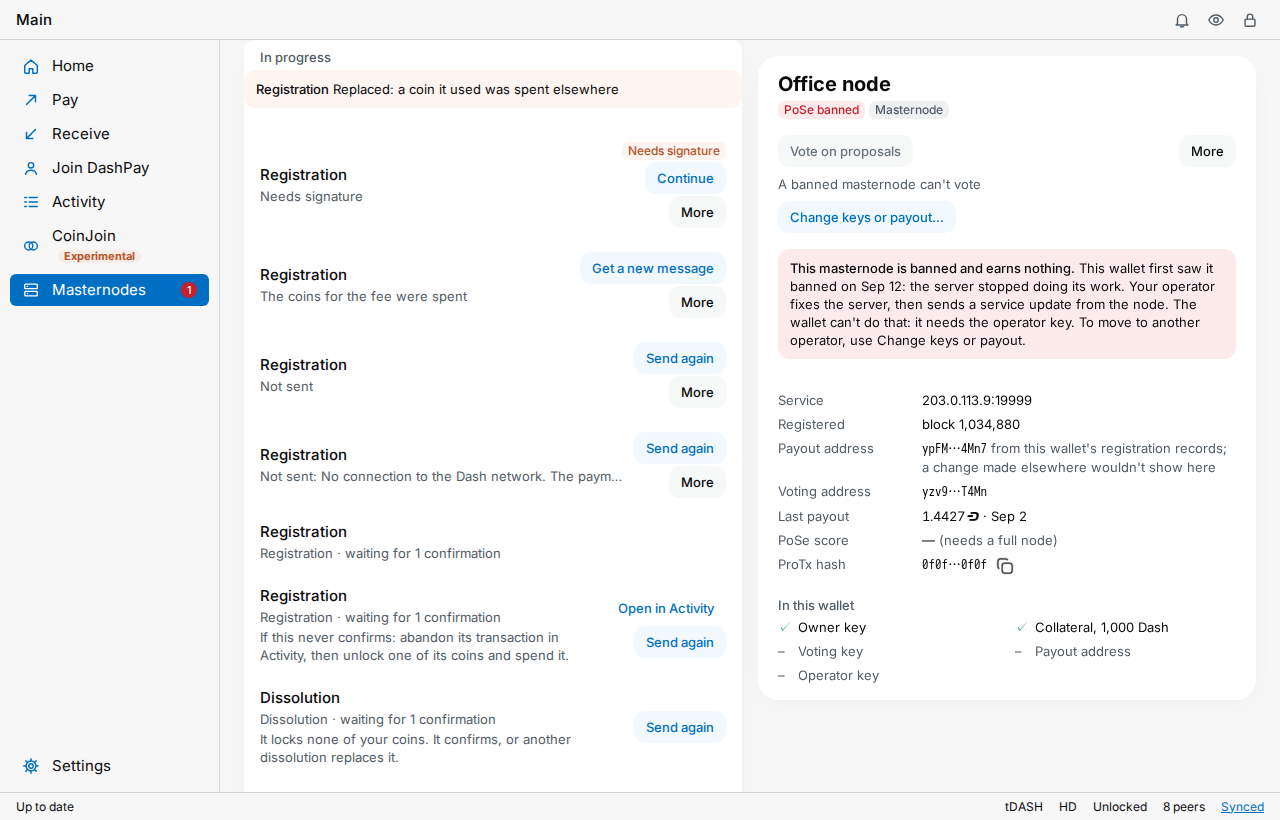 Main
Home
Pay
Receive
Join DashPay
Activity
CoinJoin
Experimental
Masternodes
1
Settings
In progress
Registration Replaced: a coin it used was spent elsewhere
Needs signature
Registration
Needs signature
Continue
More
Registration
The coins for the fee were spent
Get a new message
More
Registration
Not sent
Send again
More
Registration
Not sent: No connection to the Dash network. The paym...
Send again
More
Registration
Registration · waiting for 1 confirmation
Registration
Registration · waiting for 1 confirmation
If this never confirms: abandon its transaction in
Activity, then unlock one of its coins and spend it.
Open in Activity
Send again
Dissolution
Dissolution · waiting for 1 confirmation
It locks none of your coins. It confirms, or another
dissolution replaces it.
Send again
Office node
PoSe banned
Masternode
Vote on proposals
More
A banned masternode can't vote
Change keys or payout...
This masternode is banned and earns nothing. This wallet first saw it
banned on Sep 12: the server stopped doing its work. Your operator
fixes the server, then sends a service update from the node. The
wallet can't do that: it needs the operator key. To move to another
operator, use Change keys or payout.
Service 203.0.113.9:19999
Registered block 1,034,880
Payout address ypFM···4Mn7 from this wallet's registration records;
a change made elsewhere wouldn't show here
Voting address yzv9···T4Mn
Last payout 1.4427 · Sep 2
PoSe score — (needs a full node)
ProTx hash 0f0f···0f0f
In this wallet
✓ Owner key
✓ Collateral, 1,000 Dash
– Voting key
– Payout address
– Operator key
Up to date
tDASH
HD
Unlocked
8 peers
Synced